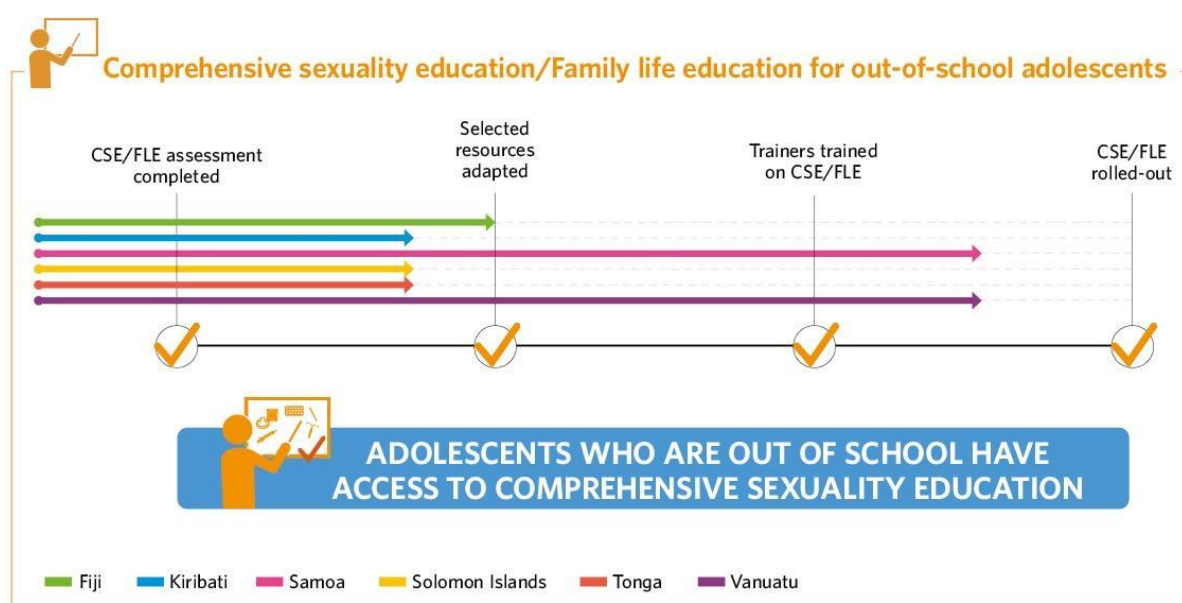 Comprehensive sexuality education/Family life education for out-of-school adolescents
CSE/FLE assessment
completed
Selected
resources
adapted
Trainers trained
on CSE/FLE
CSE/FLE
rolled-out
ADOLESCENTS WHO ARE OUT OF SCHOOL HAVE
ACCESS TO COMPREHENSIVE SEXUALITY EDUCATION
Fiji Kiribati Samoa Solomon Islands Tonga Vanuatu